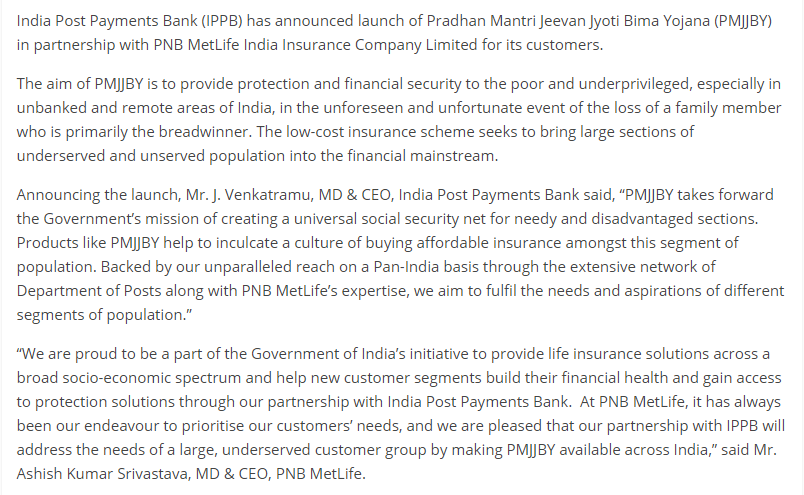 India Post Payments Bank (IPPB) has announced launch of Pradhan Mantri Jeevan Jyoti Bima Yojana (PMJJBY)
in partnership with PNB MetLife India Insurance Company Limited for its customers.
The aim of PMJJBY is to provide protection and financial security to the poor and underprivileged, especially in
unbanked and remote areas of India, in the unforeseen and unfortunate event of the loss of a family member
who is primarily the breadwinner. The low-cost insurance scheme seeks to bring large sections of
underserved and unserved population into the financial mainstream.
Announcing the launch, Mr. J. Venkatramu, MD & CEO, India Post Payments Bank said, “PMJJBY takes forward
the Government’s mission of creating a universal social security net for needy and disadvantaged sections.
Products like PMJJBY help to inculcate a culture of buying affordable insurance amongst this segment of
population. Backed by our unparalleled reach on a Pan-India basis through the extensive network of
Department of Posts along with PNB MetLife’s expertise, we aim to fulfil the needs and aspirations of different
segments of population.”
“We are proud to be a part of the Government of India’s initiative to provide life insurance solutions across a
broad socio-economic spectrum and help new customer segments build their financial health and gain access
to protection solutions through our partnership with India Post Payments Bank.  At PNB MetLife, it has always
been our endeavour to prioritise our customers’ needs, and we are pleased that our partnership with IPPB will
address the needs of a large, underserved customer group by making PMJJBY available across India,” said Mr.
Ashish Kumar Srivastava, MD & CEO, PNB MetLife.